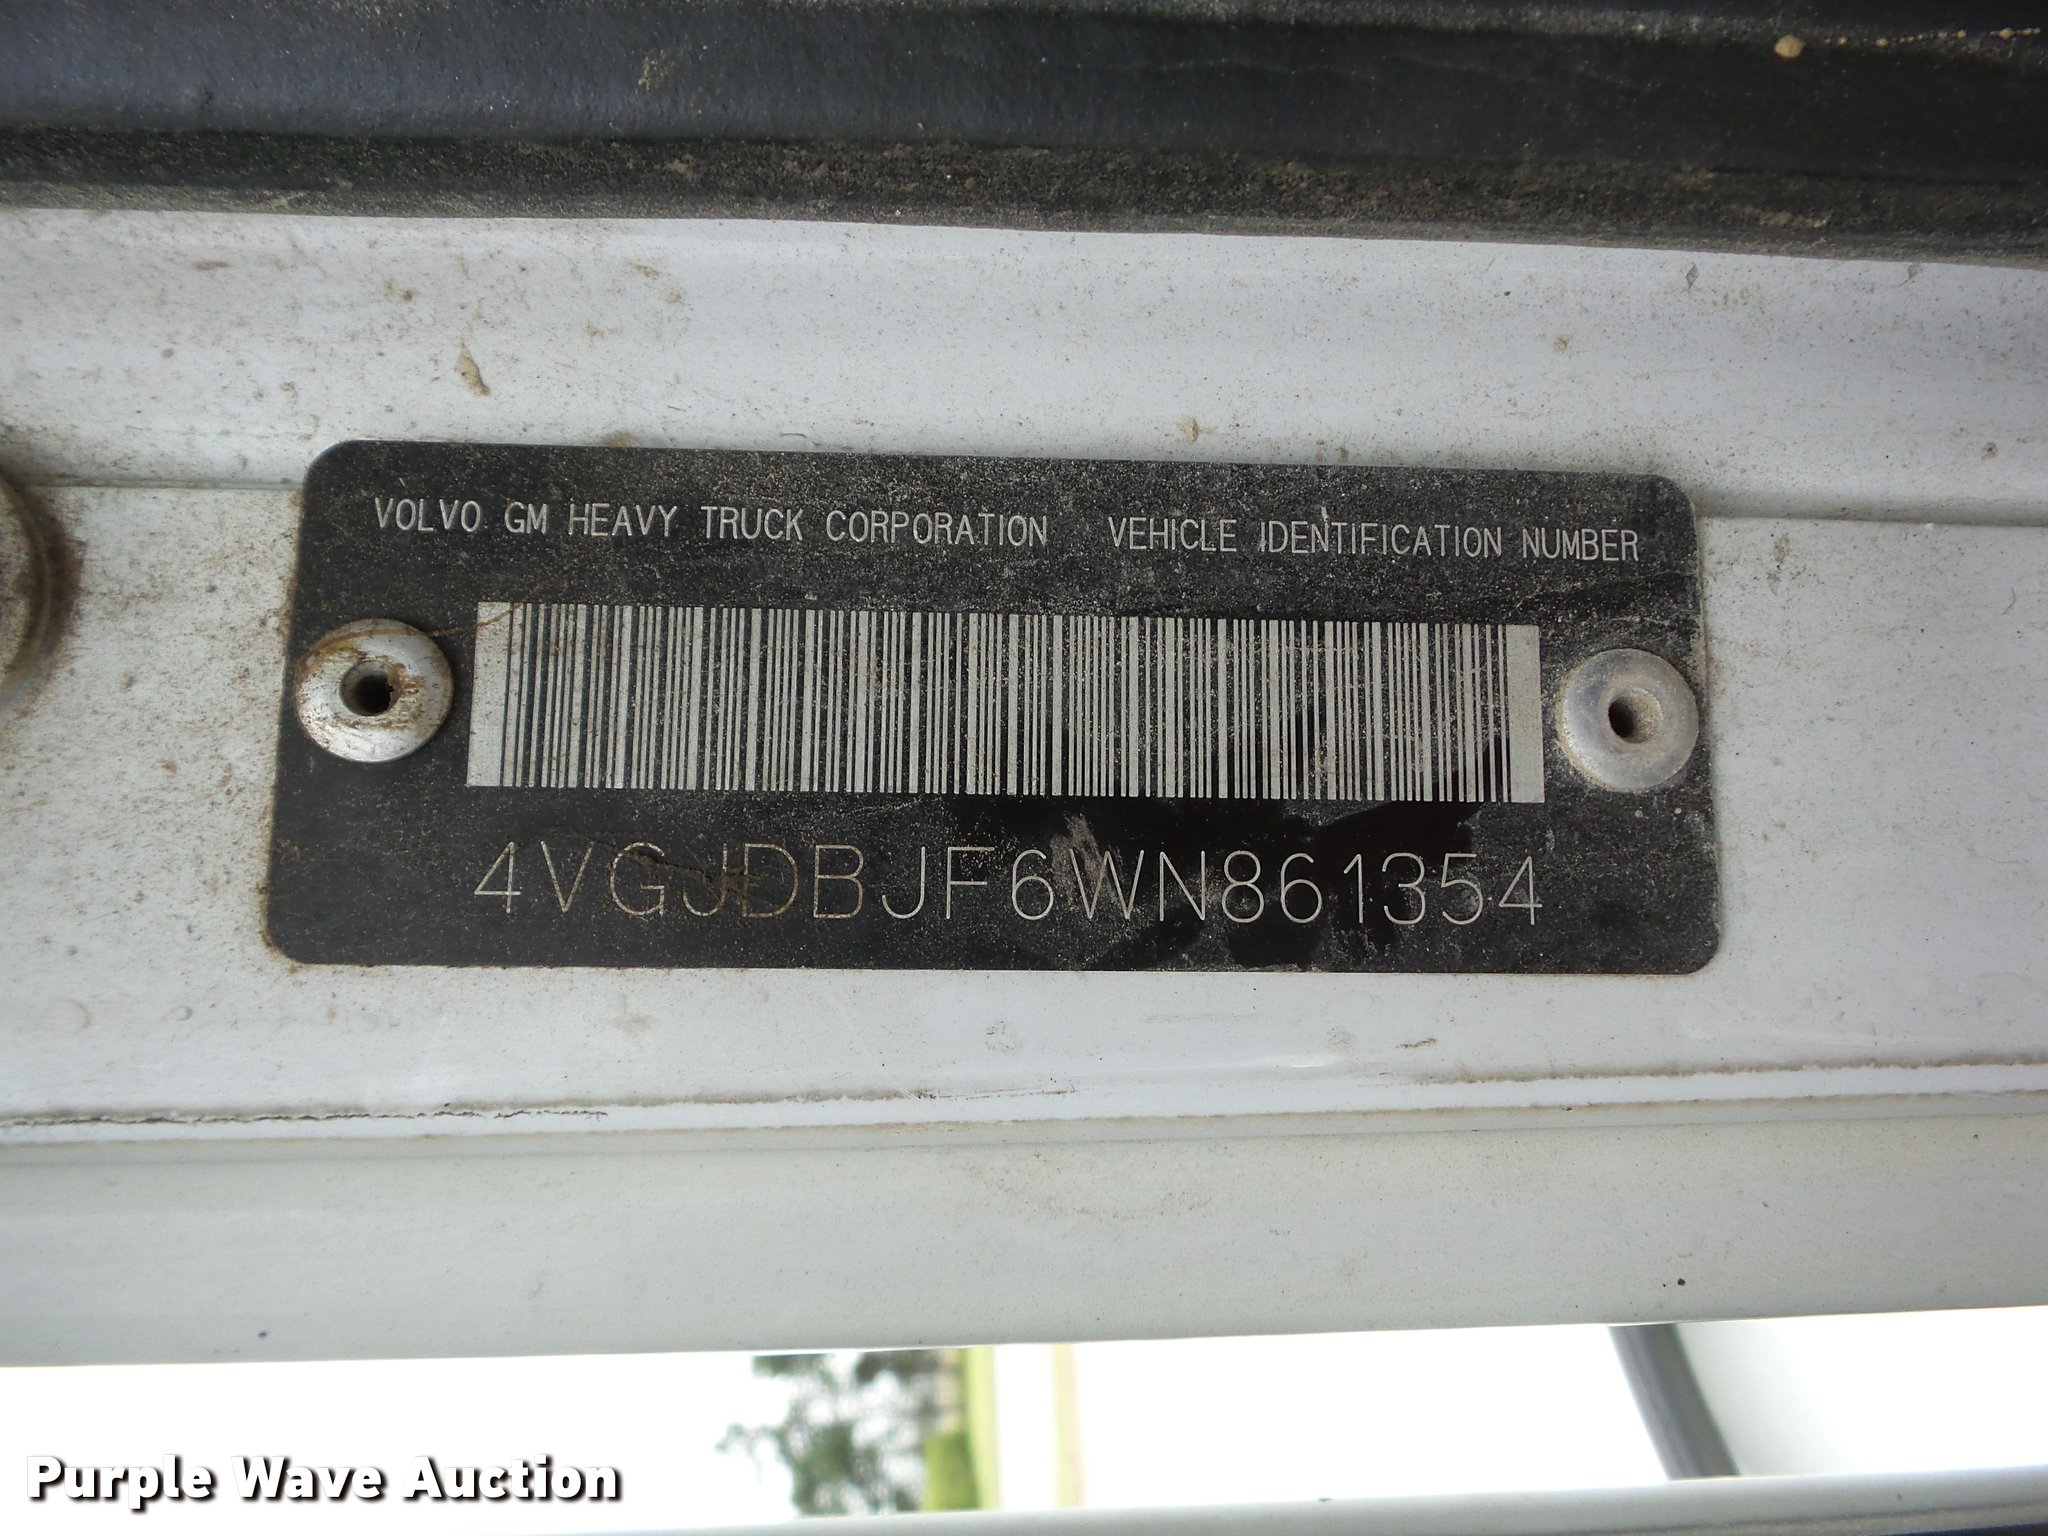 VOLVO GM HEAVY TRUCK CORPORATION VEHICLE IDENTIFICATION NUMBER
4VGJDBJF6WN861354
Purple Wave Auction